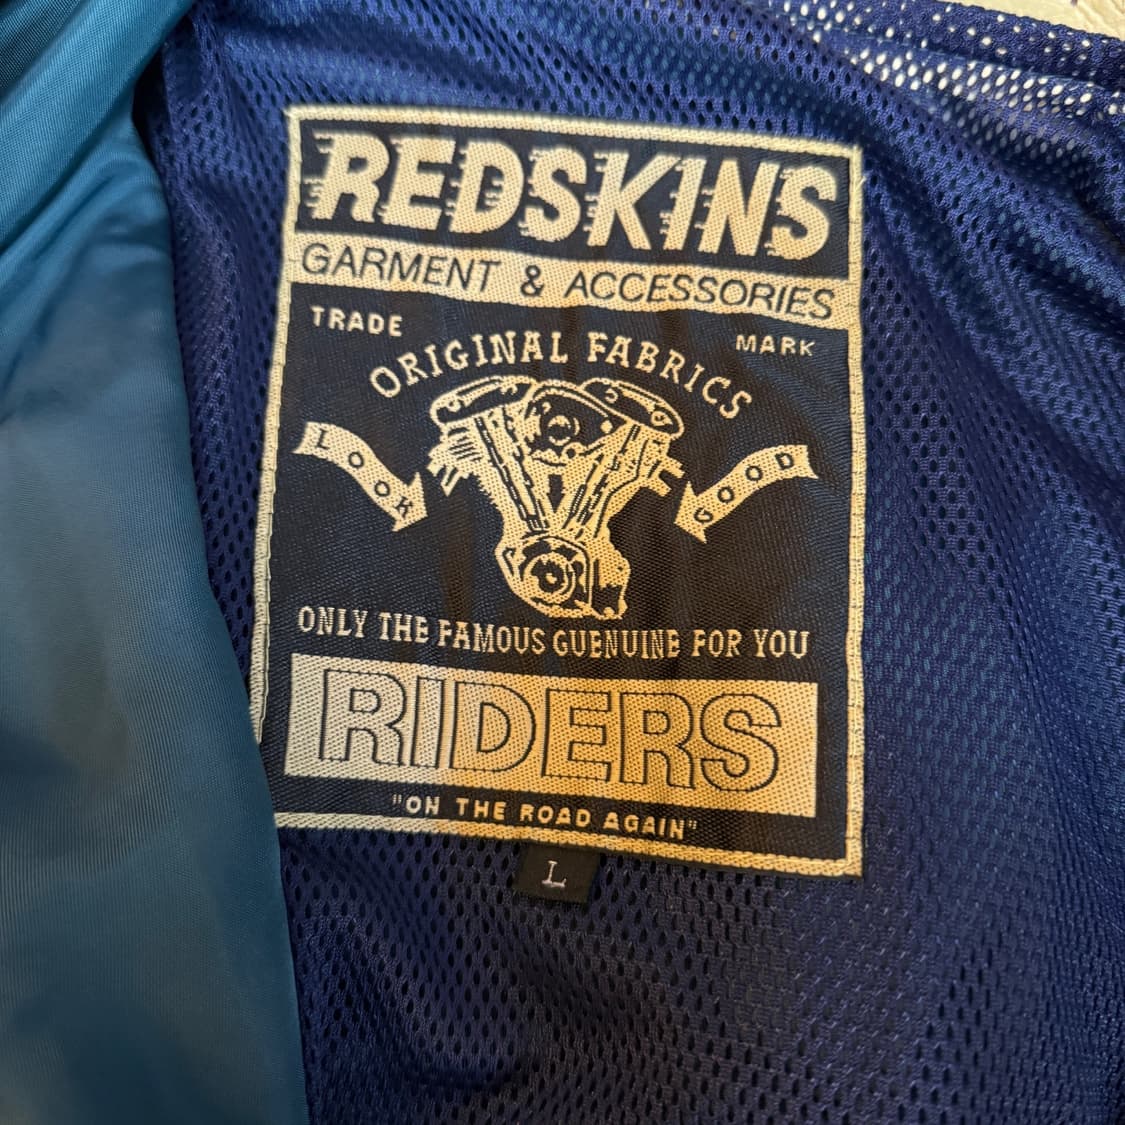 REDSKINS
GARMENT & ACCESSORIES
TRADE MARK
ORIGINAL FABRICS
LOOK GOOD
ONLY THE FAMOUS GUENUINE FOR YOU
RIDERS
"ON THE ROAD AGAIN"
L